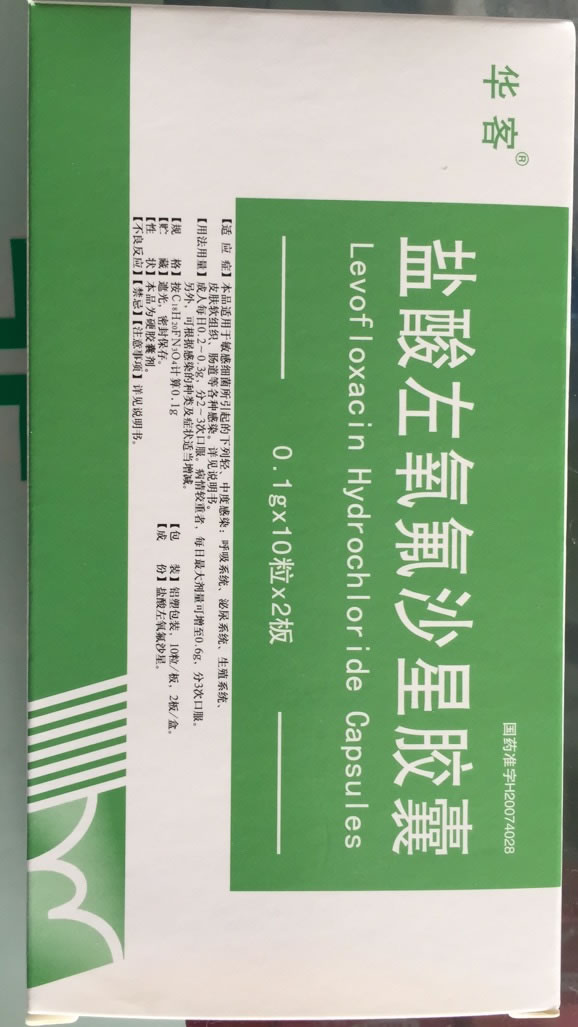 华容®
国药准字H20074028
盐酸左氧氟沙星胶囊
Levofloxacin Hydrochloride Capsules
0.1gx10粒x2板
【适 应 症】本品适用于敏感细菌所引起的下列轻、中度感染：呼吸系统、泌尿系统、生殖系统、
皮肤软组织、肠道等各种感染。详见说明书。
【用法用量】成人每日0.2~0.3g，分2~3次口服。病情较重者，每日最大剂量可增至0.6g，分3次口服。
另外，可根据感染的种类及症状适当增减。
【规　　格】按C₁₈H₂₀FN₃O₄计算0.1g 【包　　装】铝塑包装，10粒/板，2板/盒。
【贮　　藏】遮光，密封保存。 【成　　份】盐酸左氧氟沙星。
【性　　状】本品为硬胶囊剂。
【不良反应】【禁忌】【注意事项】详见说明书。